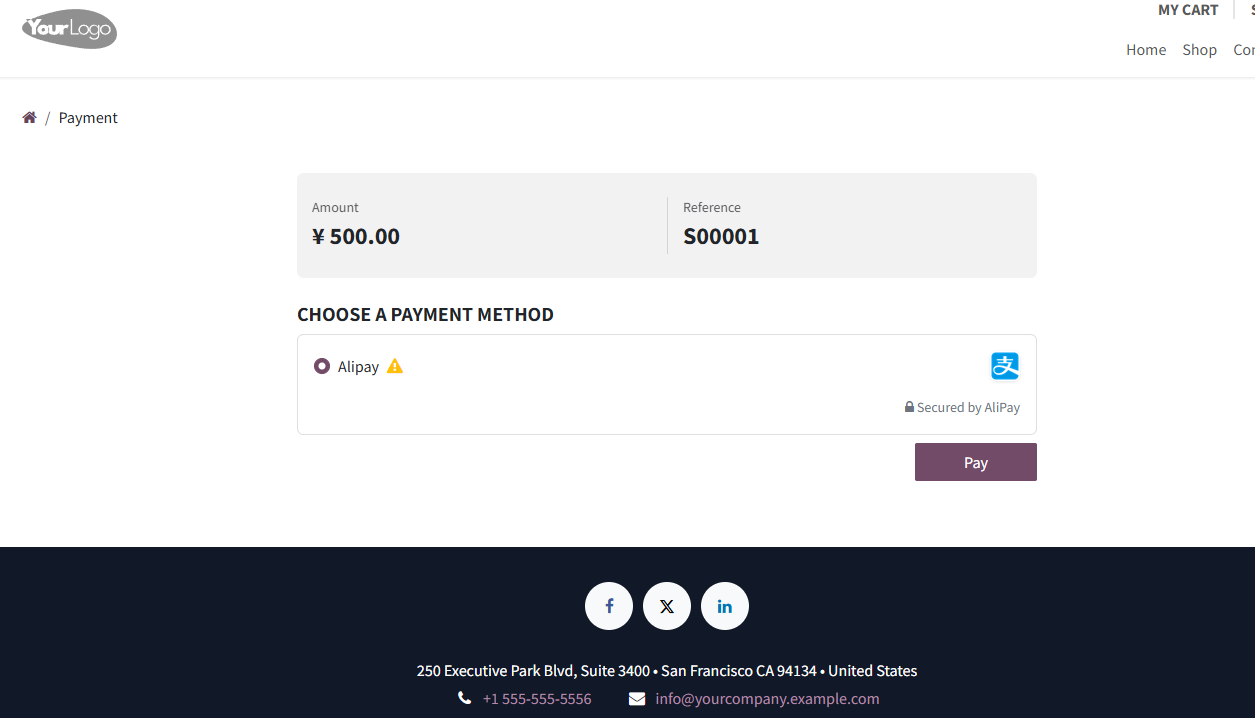 YourLogo
MY CART
Home Shop
/ Payment
Amount
¥ 500.00
Reference
S00001
CHOOSE A PAYMENT METHOD
Alipay
支
Secured by AliPay
Pay
250 Executive Park Blvd, Suite 3400 • San Francisco CA 94134 • United States
+1 555-555-5556 info@yourcompany.example.com